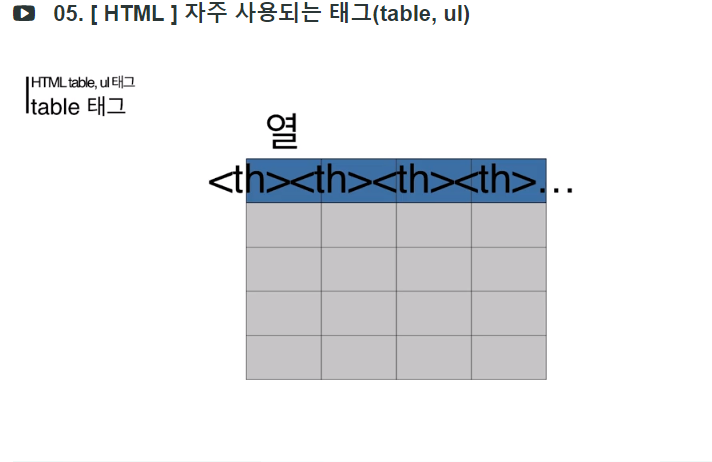 05. [ HTML ] 자주 사용되는 태그(table, ul)
HTML table, ul 태그
table 태그
열
<th><th><th><th>...